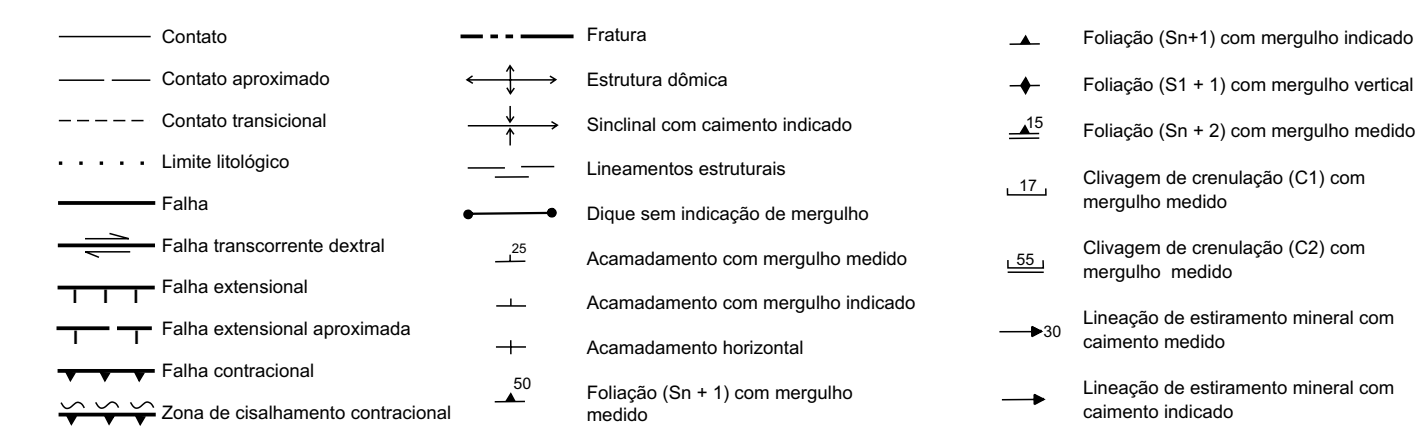 Contato
Contato aproximado
Contato transicional
Limite litológico
Falha
Falha transcorrente dextral
Falha extensional
Falha extensional aproximada
Falha contracional
Zona de cisalhamento contracional
Fratura
Estrutura dômica
Sinclinal com caimento indicado
Lineamentos estruturais
Dique sem indicação de mergulho
25 Acamadamento com mergulho medido
Acamadamento com mergulho indicado
Acamadamento horizontal
50 Foliação (Sn + 1) com mergulho
medido
Foliação (Sn+1) com mergulho indicado
Foliação (S1 + 1) com mergulho vertical
15 Foliação (Sn + 2) com mergulho medido
17 Clivagem de crenulação (C1) com
mergulho medido
55 Clivagem de crenulação (C2) com
mergulho medido
30 Lineação de estiramento mineral com
caimento medido
Lineação de estiramento mineral com
caimento indicado